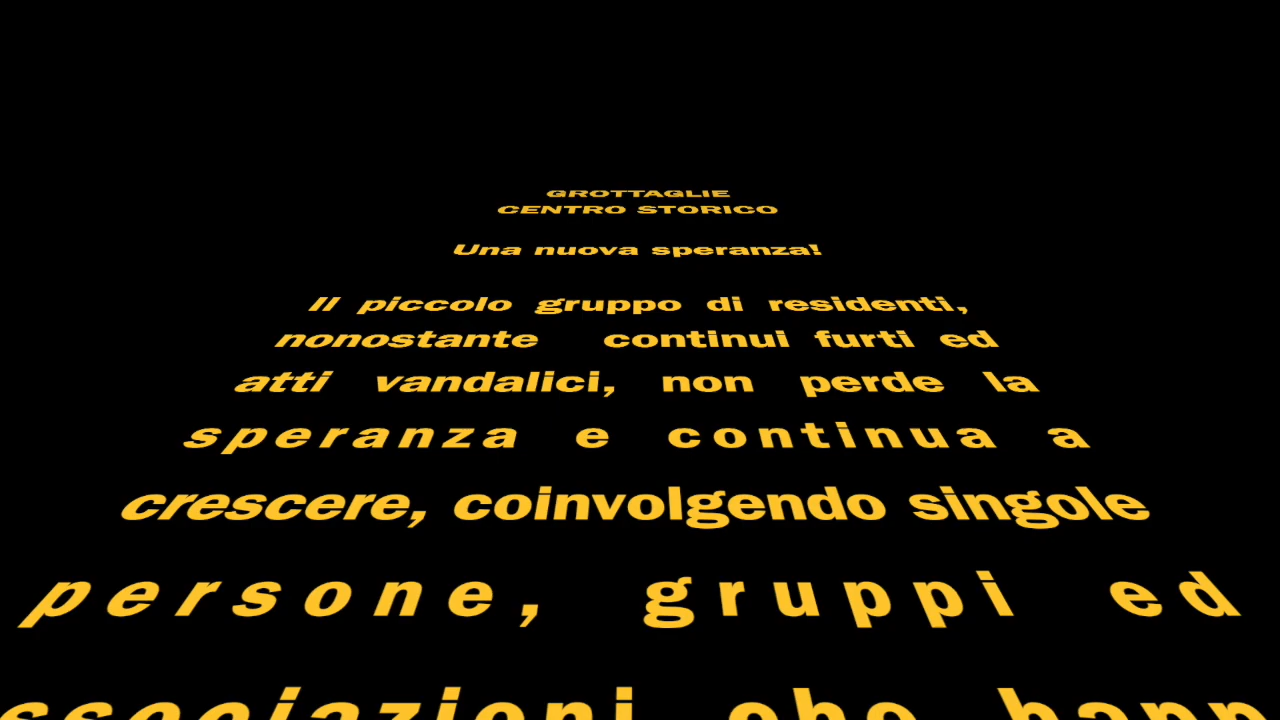 GROTTAGLIE
CENTRO STORICO
Una nuova speranza!
Il piccolo gruppo di residenti,
nonostante continui furti ed
atti vandalici, non perde la
speranza e continua a
crescere, coinvolgendo singole
persone, gruppi ed
che